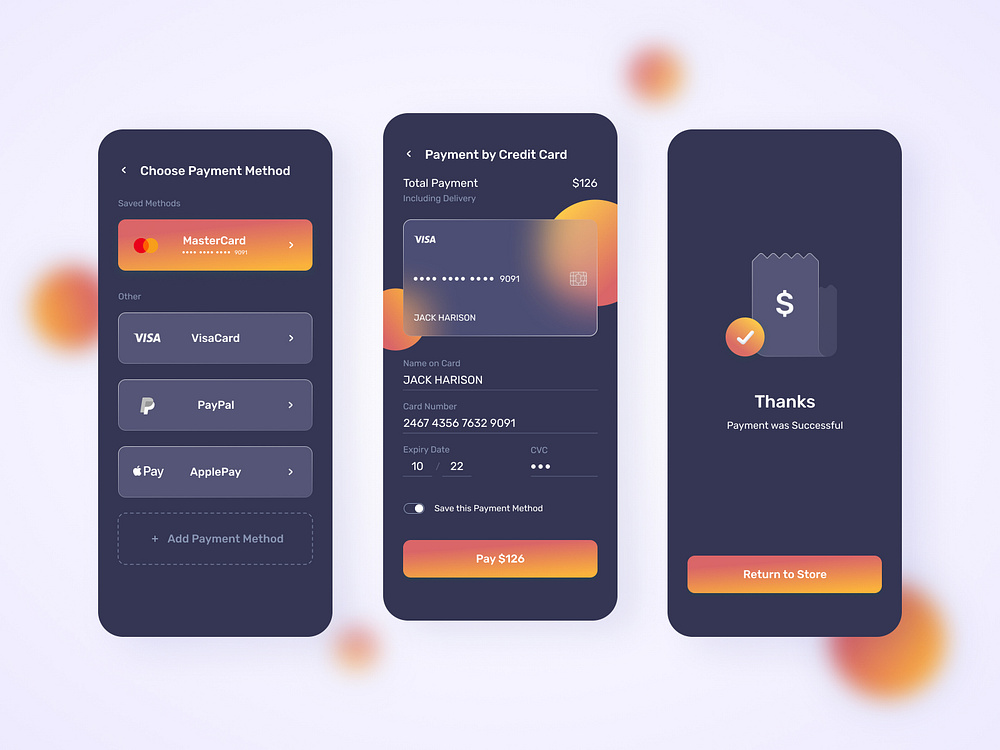 Choose Payment Method
Saved Methods
MasterCard
•••• •••• •••• 9091
Other
VISA VisaCard
PayPal
Pay ApplePay
+ Add Payment Method
Payment by Credit Card
Total Payment $126
Including Delivery
VISA
•••• •••• •••• 9091
JACK HARISON
Name on Card
JACK HARISON
Card Number
2467 4356 7632 9091
Expiry Date CVC
10 / 22 •••
Save this Payment Method
Pay $126
$
Thanks
Payment was Successful
Return to Store